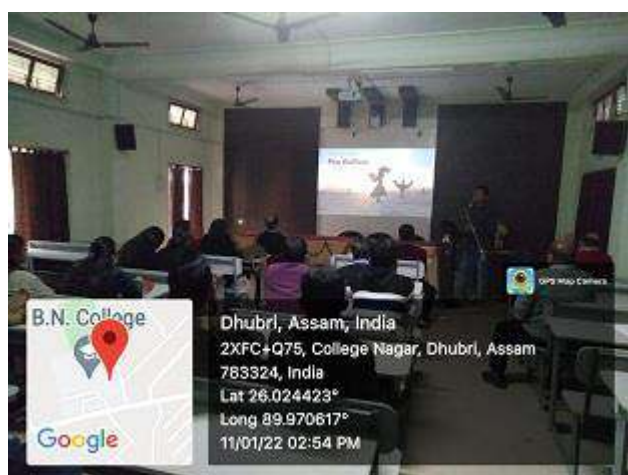 GPS Map Camera
B.N. College
Google
Dhubri, Assam, India
2XFC+Q75, College Nagar, Dhubri, Assam
783324, India
Lat 26.024423°
Long 89.970617°
11/01/22 02:54 PM